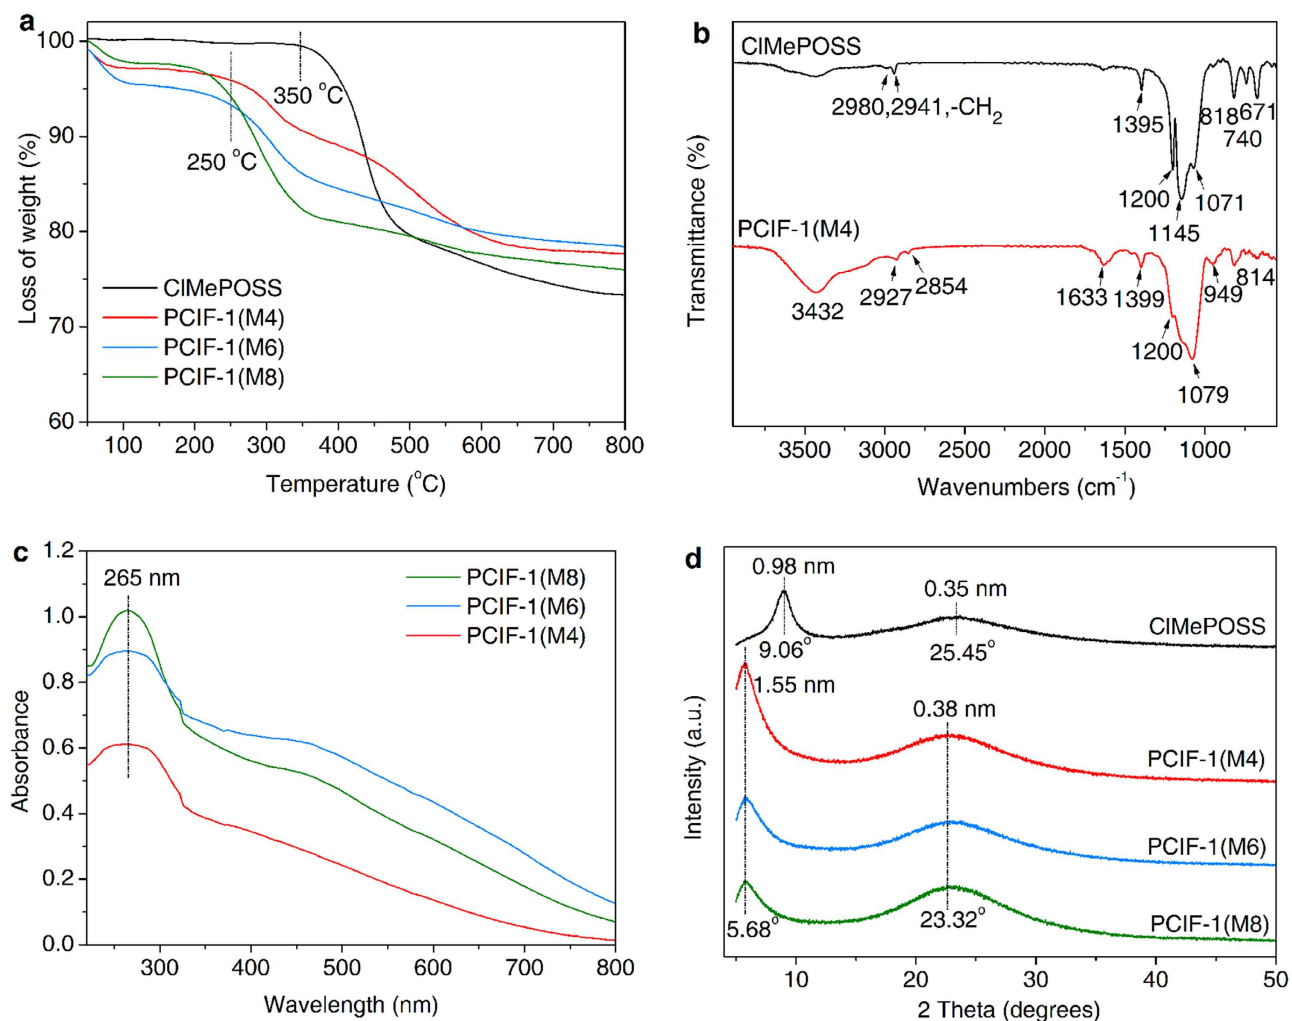 a
100
90
80
70
60
Loss of weight (%)
350 °C
250 °C
ClMePOSS
PCIF-1(M4)
PCIF-1(M6)
PCIF-1(M8)
100 200 300 400 500 600 700 800
Temperature (°C)
b
ClMePOSS
2980,2941,-CH₂
1395
818
671
740
1200
1071
1145
PCIF-1(M4)
3432
2927
2854
1633
1399
949
814
1200
1079
Transmittance (%)
3500 3000 2500 2000 1500 1000
Wavenumbers (cm⁻¹)
c
1.2
1.0
0.8
0.6
0.4
0.2
0.0
Absorbance
265 nm
PCIF-1(M8)
PCIF-1(M6)
PCIF-1(M4)
300 400 500 600 700 800
Wavelength (nm)
d
0.98 nm
0.35 nm
ClMePOSS
9.06°
25.45°
1.55 nm
0.38 nm
PCIF-1(M4)
PCIF-1(M6)
5.68°
23.32°
PCIF-1(M8)
Intensity (a.u.)
10 20 30 40 50
2 Theta (degrees)